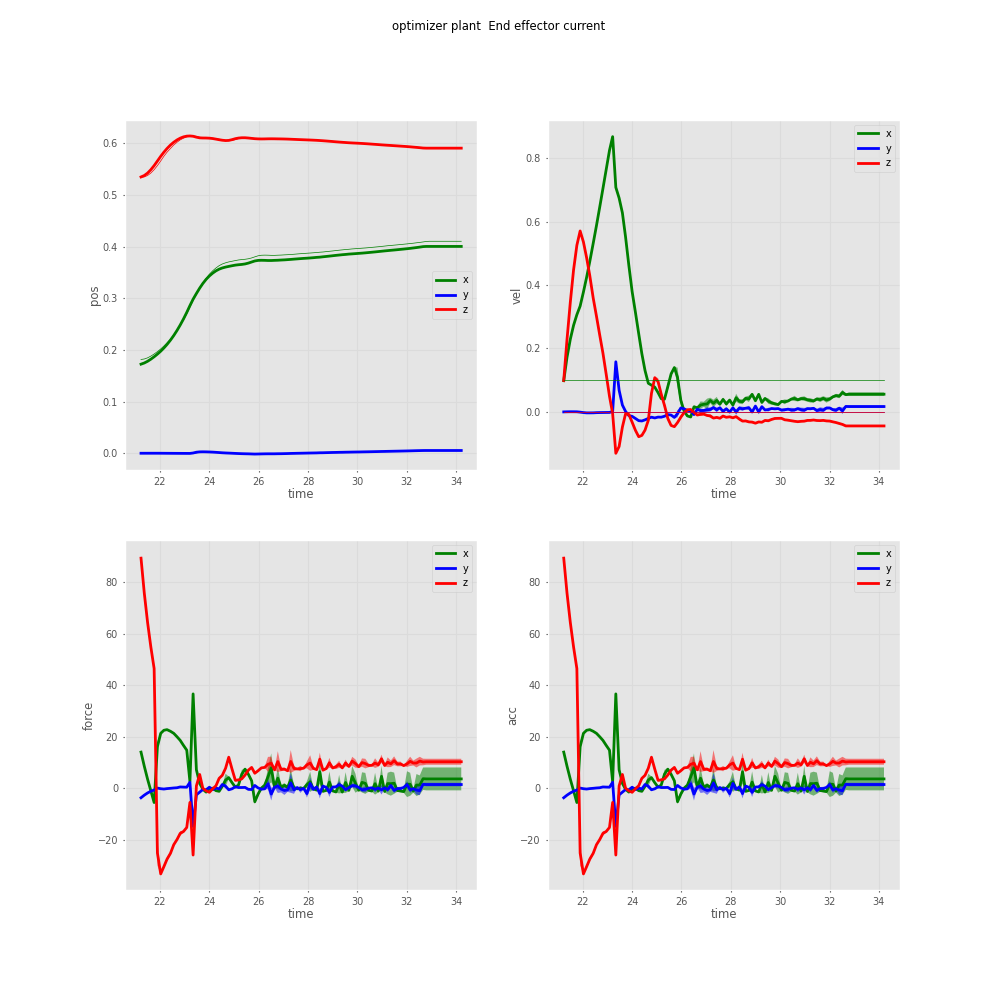 optimizer plant  End effector current
0.6
0.5
0.4
0.3
0.2
0.1
0.0
pos
x
y
z
22 24 26 28 30 32 34
time
0.8
0.6
0.4
0.2
0.0
vel
x
y
z
22 24 26 28 30 32 34
time
80
60
40
20
0
−20
force
x
y
z
22 24 26 28 30 32 34
time
80
60
40
20
0
−20
acc
x
y
z
22 24 26 28 30 32 34
time